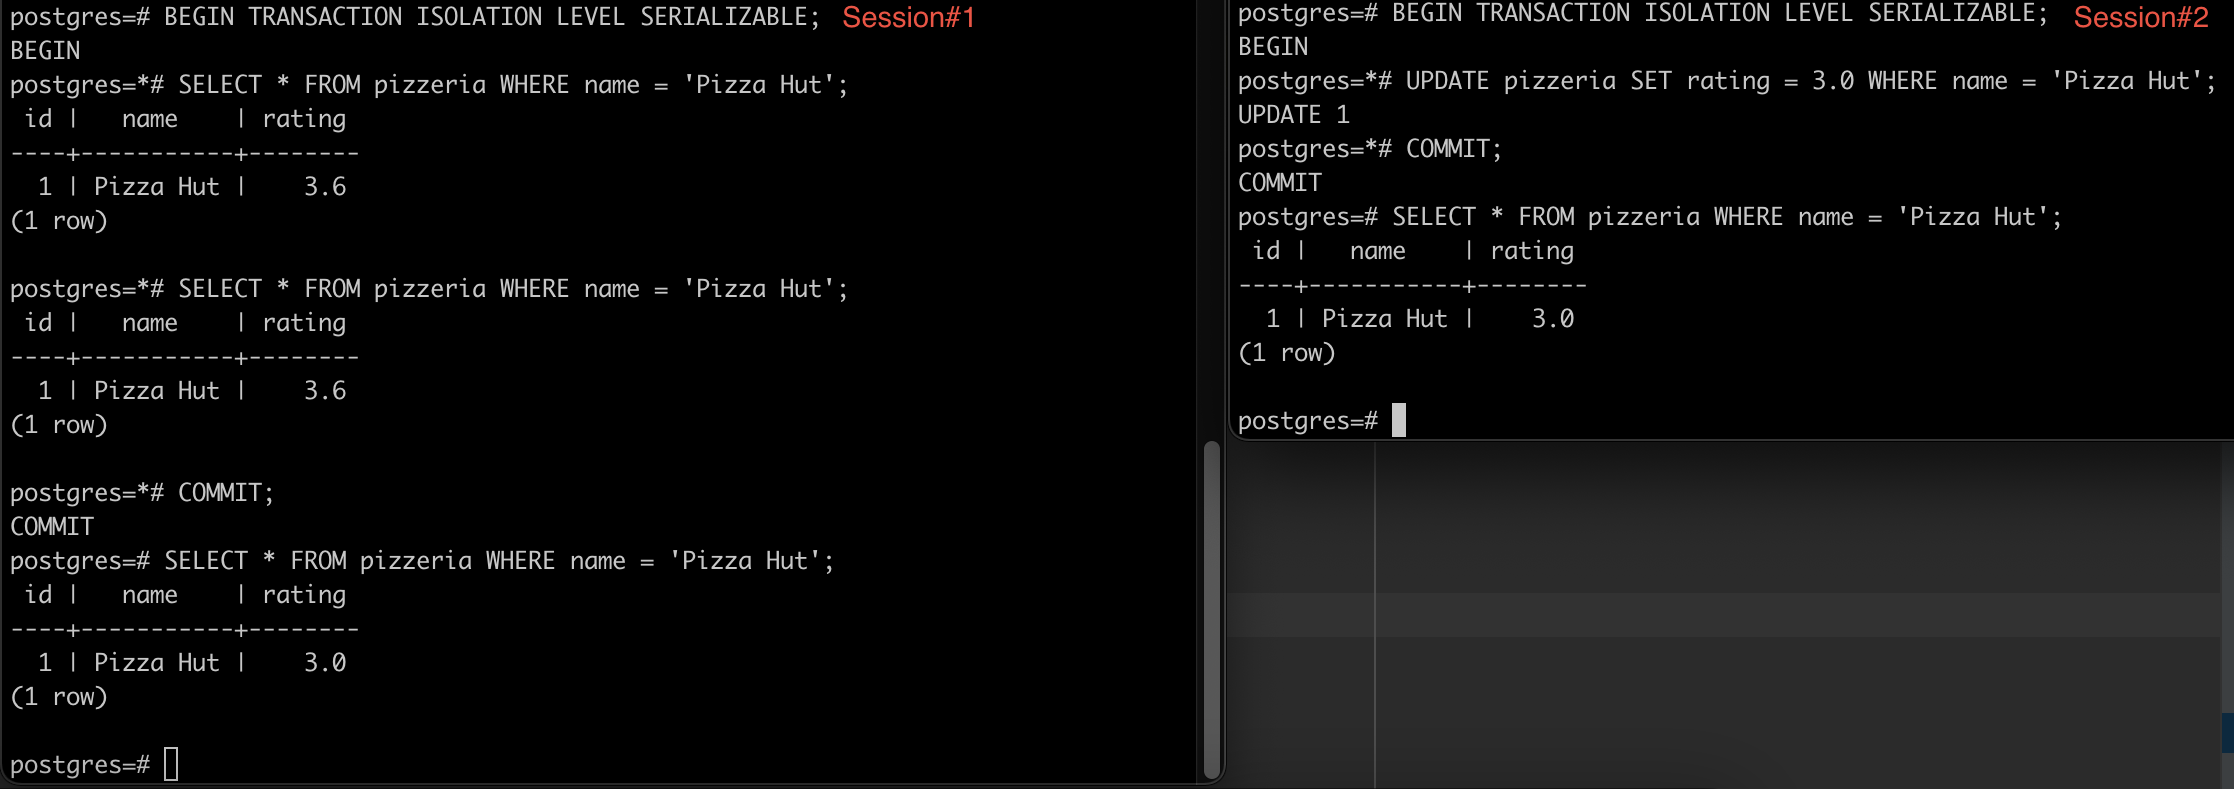 postgres=# BEGIN TRANSACTION ISOLATION LEVEL SERIALIZABLE; Session#1
BEGIN
postgres=*# SELECT * FROM pizzeria WHERE name = 'Pizza Hut';
 id |   name    | rating
----+-----------+--------
  1 | Pizza Hut |    3.6
(1 row)

postgres=*# SELECT * FROM pizzeria WHERE name = 'Pizza Hut';
 id |   name    | rating
----+-----------+--------
  1 | Pizza Hut |    3.6
(1 row)

postgres=*# COMMIT;
COMMIT
postgres=# SELECT * FROM pizzeria WHERE name = 'Pizza Hut';
 id |   name    | rating
----+-----------+--------
  1 | Pizza Hut |    3.0
(1 row)

postgres=#
postgres=# BEGIN TRANSACTION ISOLATION LEVEL SERIALIZABLE; Session#2
BEGIN
postgres=*# UPDATE pizzeria SET rating = 3.0 WHERE name = 'Pizza Hut';
UPDATE 1
postgres=*# COMMIT;
COMMIT
postgres=# SELECT * FROM pizzeria WHERE name = 'Pizza Hut';
 id |   name    | rating
----+-----------+--------
  1 | Pizza Hut |    3.0
(1 row)

postgres=#